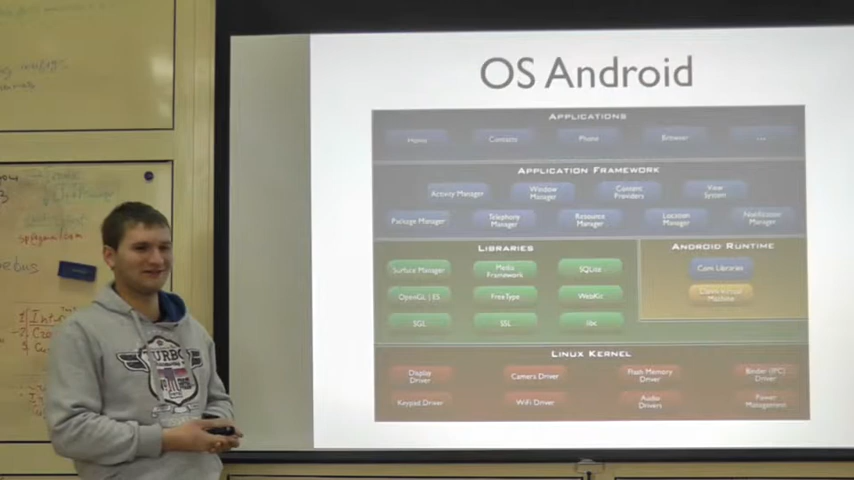 OS Android
APPLICATIONS
Home
Contacts
Phone
Browser
...
APPLICATION FRAMEWORK
Activity Manager
Window
Manager
Content
Providers
View
System
Package Manager
Telephony
Manager
Resource
Manager
Location
Manager
Notification
Manager
LIBRARIES
Surface Manager
Media
Framework
SQLite
OpenGL | ES
FreeType
WebKit
SGL
SSL
libc
ANDROID RUNTIME
Core Libraries
Dalvik Virtual
Machine
LINUX KERNEL
Display
Driver
Camera Driver
Flash Memory
Driver
Binder (IPC)
Driver
Keypad Driver
WiFi Driver
Audio
Drivers
Power
Management
TURBO